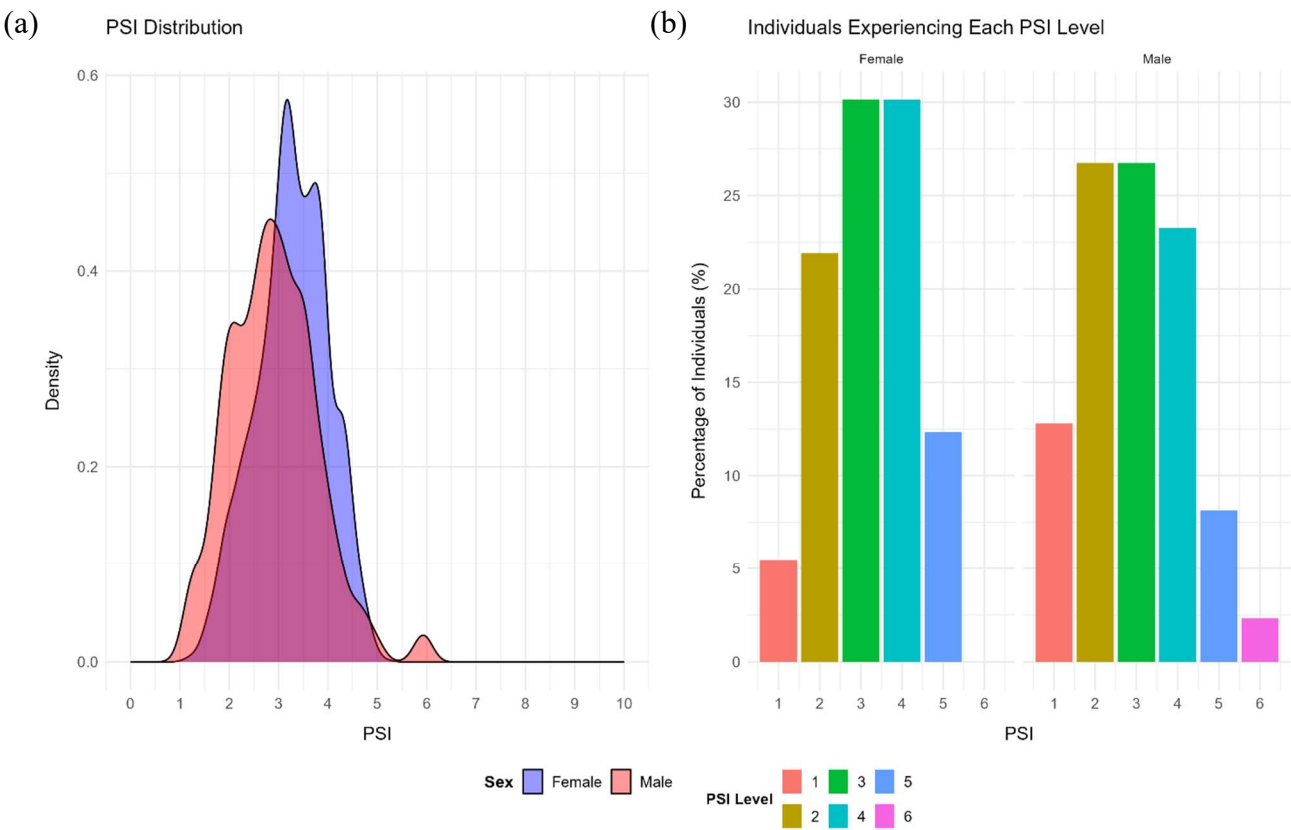 (a)
PSI Distribution
0.6
0.4
0.2
0.0
Density
0 1 2 3 4 5 6 7 8 9 10
PSI
Sex Female Male
(b)
Individuals Experiencing Each PSI Level
Female Male
30
25
20
15
10
5
0
Percentage of Individuals (%)
1 2 3 4 5 6 1 2 3 4 5 6
PSI
PSI Level
1 3 5
2 4 6